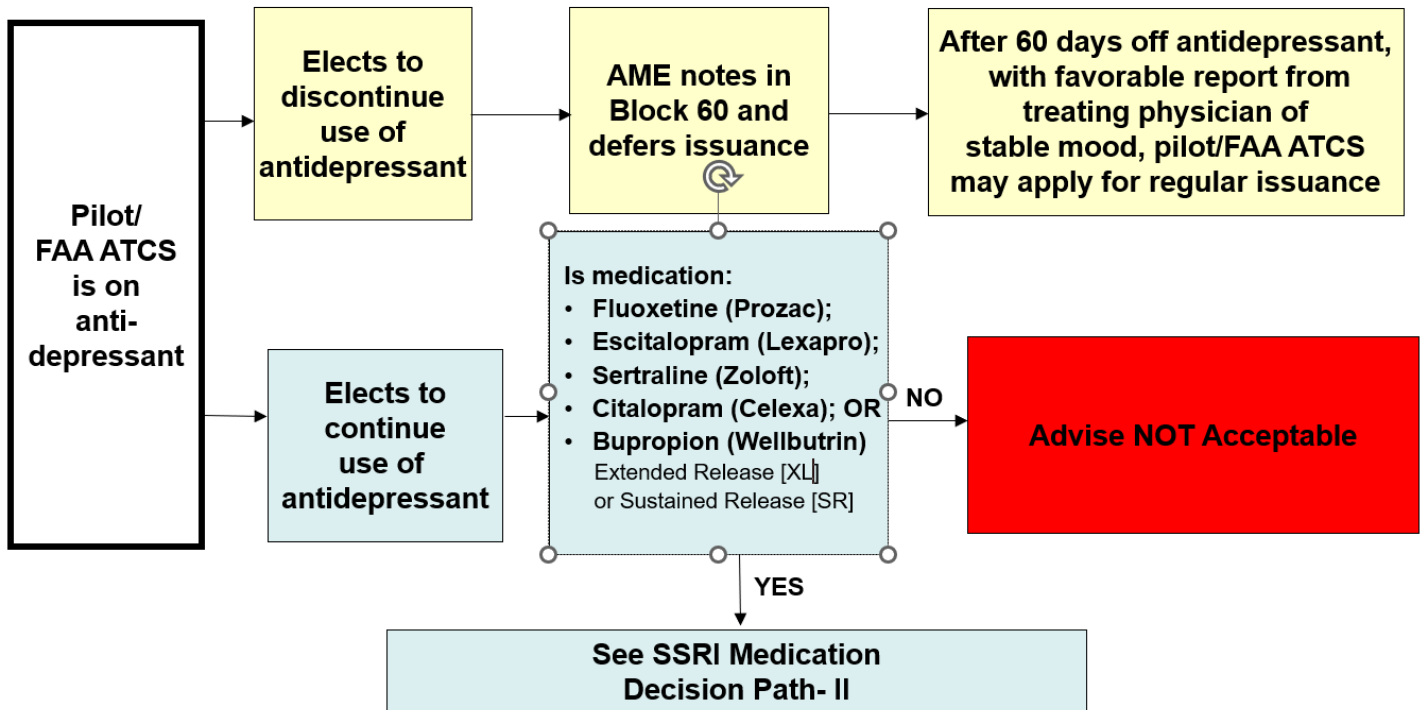 Pilot/
FAA ATCS
is on
anti-
depressant
Elects to
discontinue
use of
antidepressant
AME notes in
Block 60 and
defers issuance
After 60 days off antidepressant,
with favorable report from
treating physician of
stable mood, pilot/FAA ATCS
may apply for regular issuance
Elects to
continue
use of
antidepressant
Is medication:
• Fluoxetine (Prozac);
• Escitalopram (Lexapro);
• Sertraline (Zoloft);
• Citalopram (Celexa); OR
• Bupropion (Wellbutrin)
Extended Release [XL]
or Sustained Release [SR]
NO
Advise NOT Acceptable
YES
See SSRI Medication
Decision Path- II